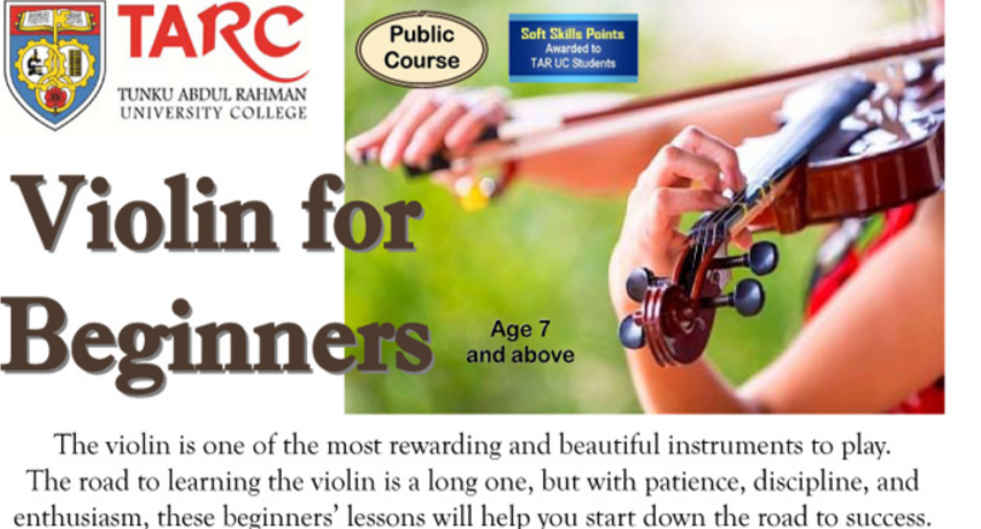 TARC
TUNKU ABDUL RAHMAN
UNIVERSITY COLLEGE
Public
Course
Soft Skills Points
Awarded to
TAR UC Students
Violin for
Beginners
Age 7
and above
The violin is one of the most rewarding and beautiful instruments to play.
The road to learning the violin is a long one, but with patience, discipline, and
enthusiasm, these beginners' lessons will help you start down the road to success.